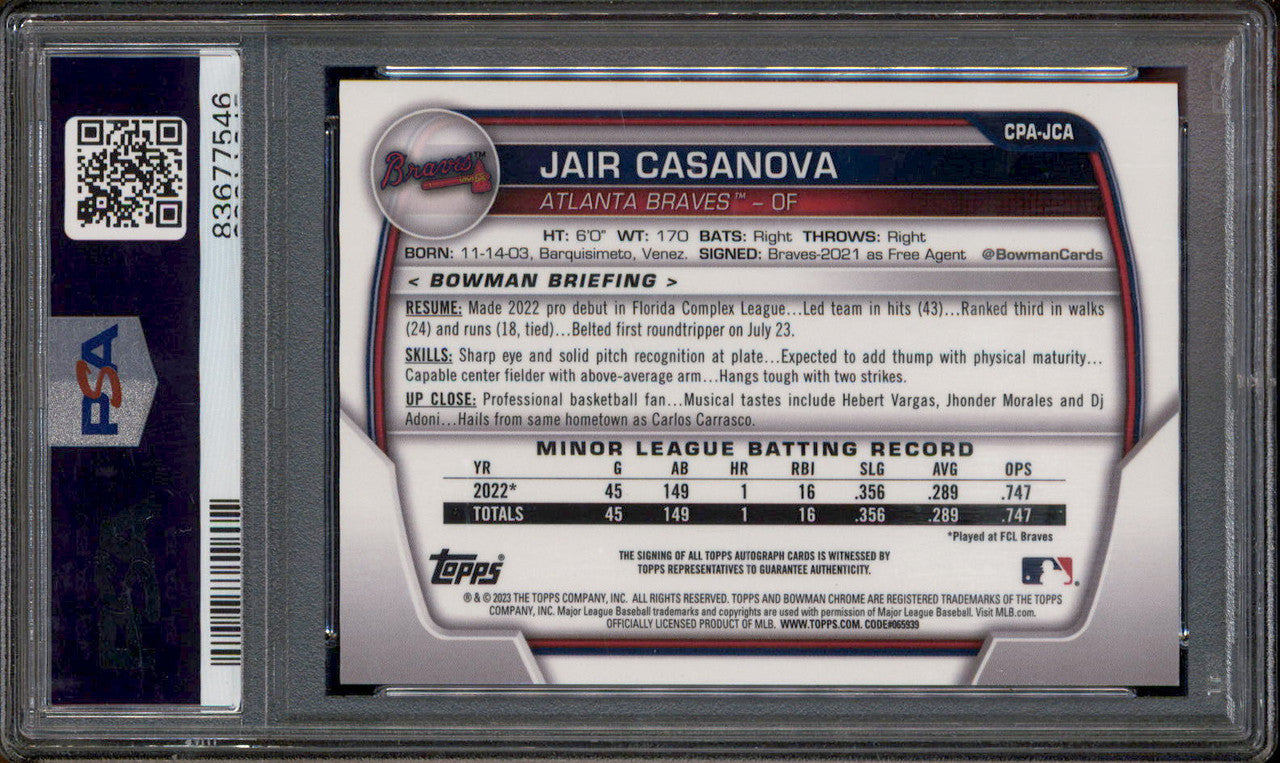 83677546
PSA
CPA-JCA
Braves™
JAIR CASANOVA
ATLANTA BRAVES™ – OF
HT: 6'0" WT: 170 BATS: Right THROWS: Right
BORN: 11-14-03, Barquisimeto, Venez. SIGNED: Braves-2021 as Free Agent @BowmanCards
< BOWMAN BRIEFING >
RESUME: Made 2022 pro debut in Florida Complex League...Led team in hits (43)...Ranked third in walks
(24) and runs (18, tied)...Belted first roundtripper on July 23.
SKILLS: Sharp eye and solid pitch recognition at plate...Expected to add thump with physical maturity...
Capable center fielder with above-average arm...Hangs tough with two strikes.
UP CLOSE: Professional basketball fan...Musical tastes include Hebert Vargas, Jhonder Morales and Dj
Adoni...Hails from same hometown as Carlos Carrasco.
MINOR LEAGUE BATTING RECORD
YR G AB HR RBI SLG AVG OPS
2022* 45 149 1 16 .356 .289 .747
TOTALS 45 149 1 16 .356 .289 .747
*Played at FCL Braves
Topps®
THE SIGNING OF ALL TOPPS AUTOGRAPH CARDS IS WITNESSED BY
TOPPS REPRESENTATIVES TO GUARANTEE AUTHENTICITY.
® & © 2023 THE TOPPS COMPANY, INC. ALL RIGHTS RESERVED. TOPPS AND BOWMAN CHROME ARE REGISTERED TRADEMARKS OF THE TOPPS
COMPANY, INC. Major League Baseball trademarks and copyrights are used with permission of Major League Baseball. Visit MLB.com.
OFFICIALLY LICENSED PRODUCT OF MLB. WWW.TOPPS.COM. CODE#065939